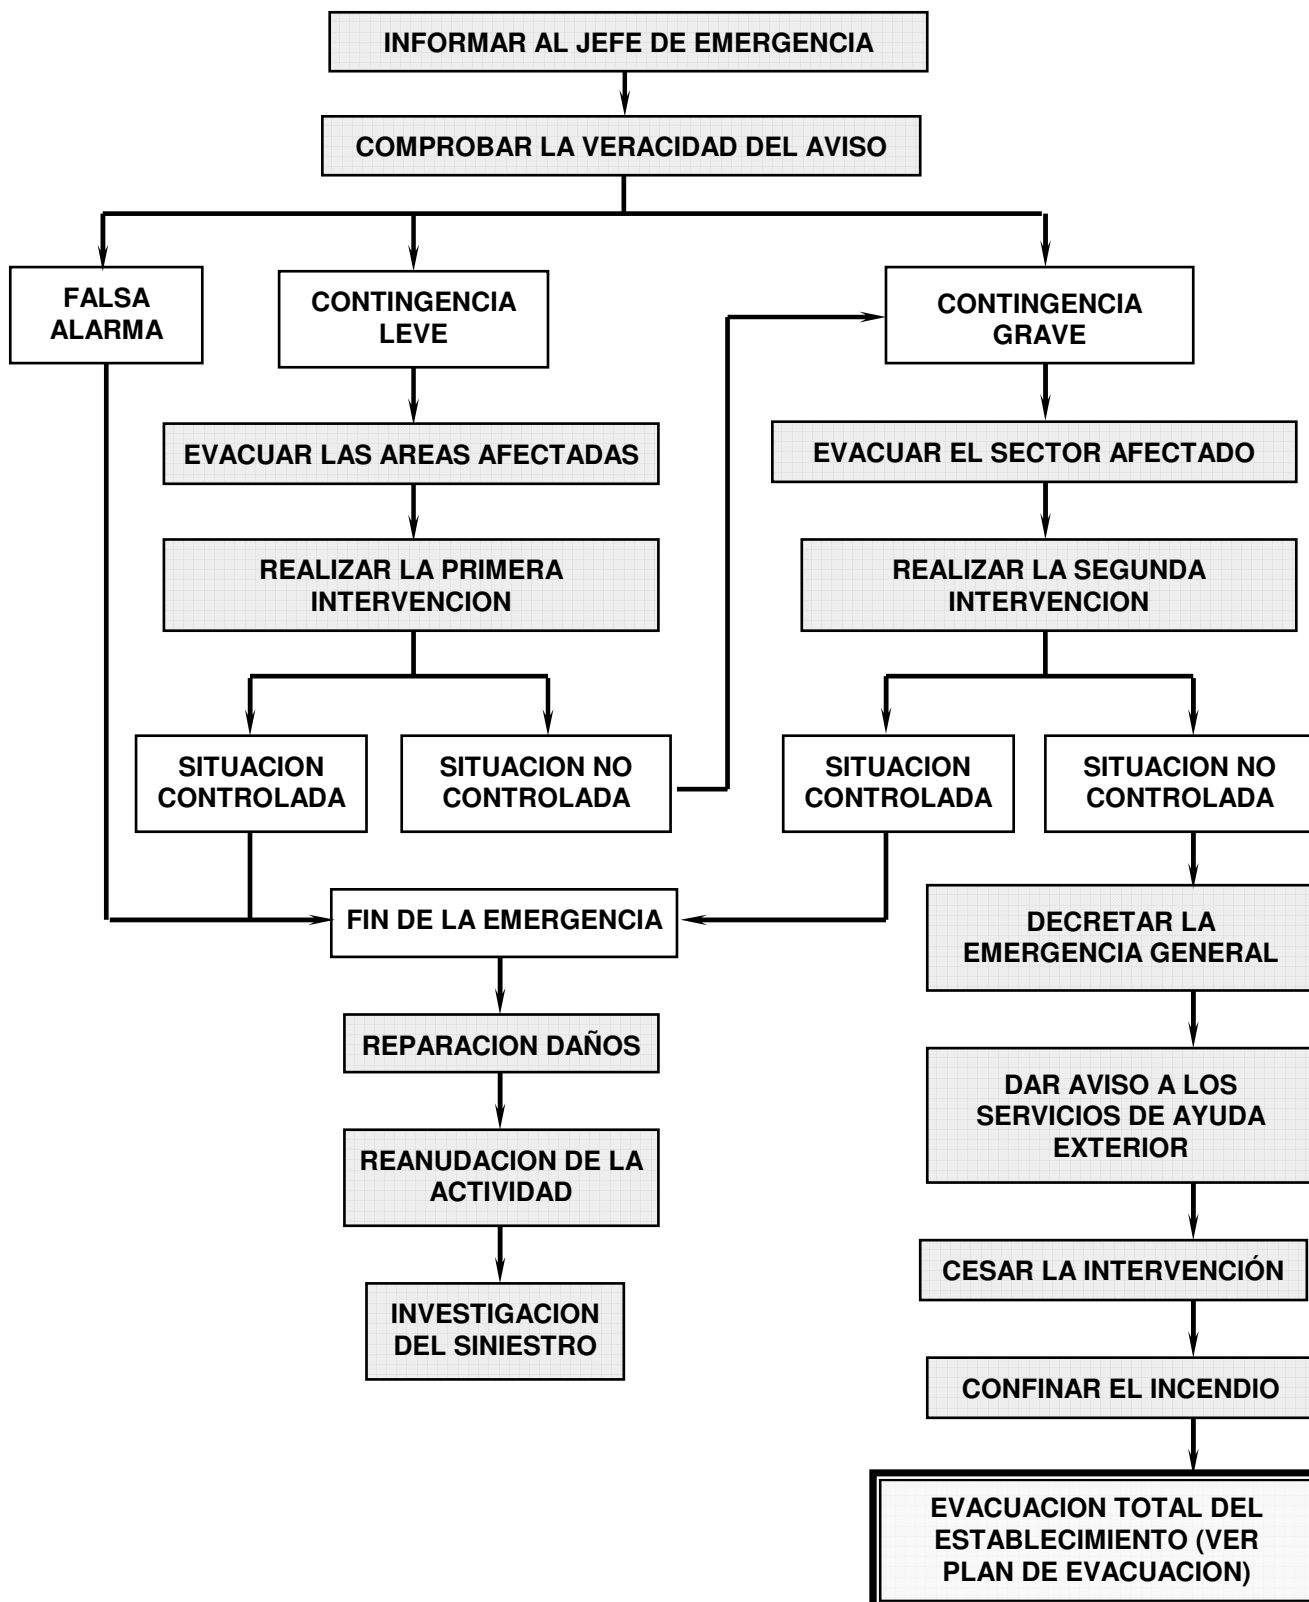 INFORMAR AL JEFE DE EMERGENCIA
COMPROBAR LA VERACIDAD DEL AVISO
FALSA
ALARMA
CONTINGENCIA
LEVE
CONTINGENCIA
GRAVE
EVACUAR LAS AREAS AFECTADAS
EVACUAR EL SECTOR AFECTADO
REALIZAR LA PRIMERA
INTERVENCION
REALIZAR LA SEGUNDA
INTERVENCION
SITUACION
CONTROLADA
SITUACION NO
CONTROLADA
SITUACION
CONTROLADA
SITUACION NO
CONTROLADA
FIN DE LA EMERGENCIA
DECRETAR LA
EMERGENCIA GENERAL
REPARACION DAÑOS
DAR AVISO A LOS
SERVICIOS DE AYUDA
EXTERIOR
REANUDACION DE LA
ACTIVIDAD
CESAR LA INTERVENCIÓN
INVESTIGACION
DEL SINIESTRO
CONFINAR EL INCENDIO
EVACUACION TOTAL DEL
ESTABLECIMIENTO (VER
PLAN DE EVACUACION)